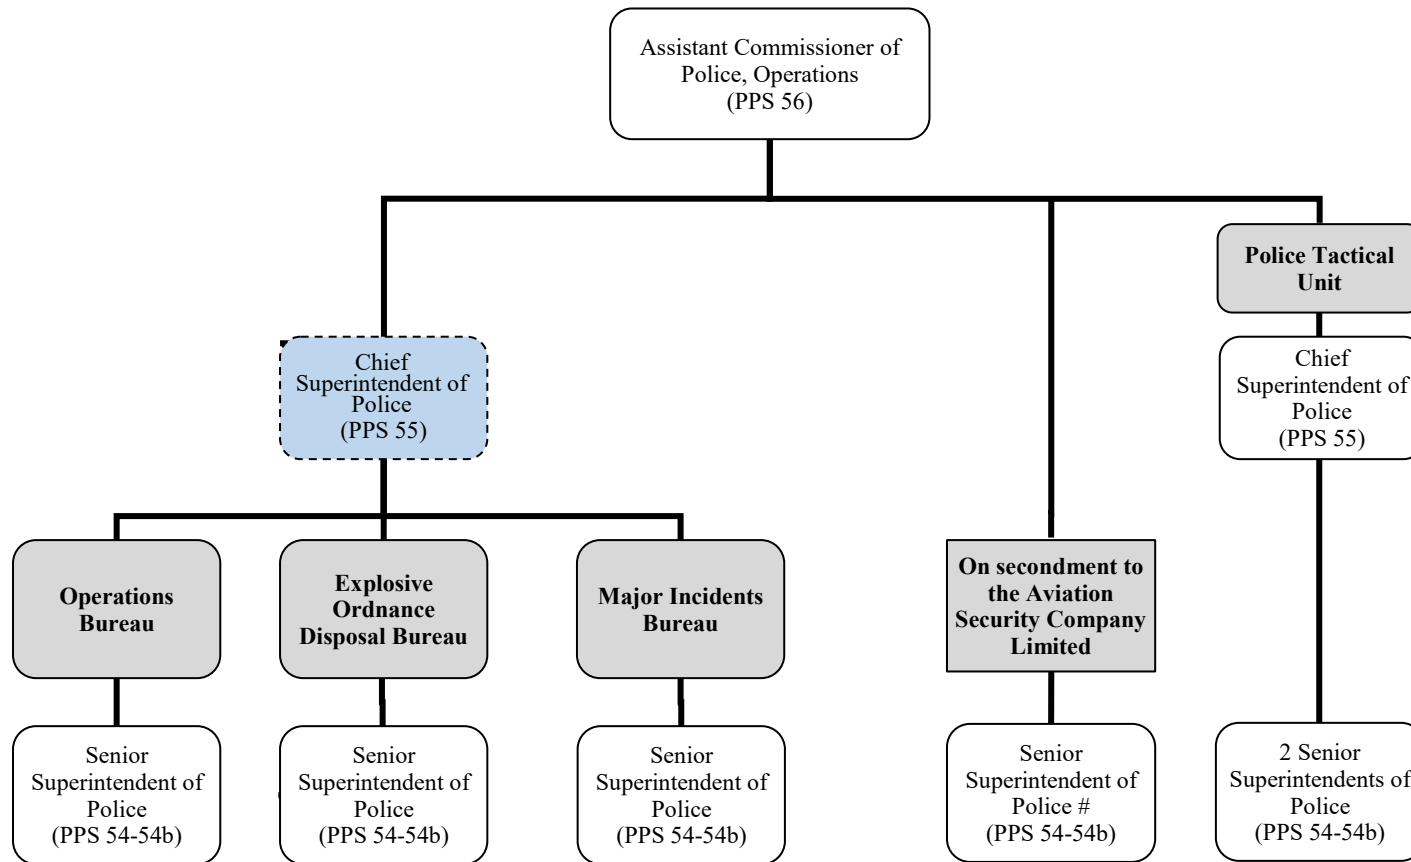 Assistant Commissioner of
Police, Operations
(PPS 56)
Police Tactical
Unit
Chief
Superintendent of
Police
(PPS 55)
Chief
Superintendent of
Police
(PPS 55)
Operations
Bureau
Explosive
Ordnance
Disposal Bureau
Major Incidents
Bureau
On secondment to
the Aviation
Security Company
Limited
Senior
Superintendent of
Police
(PPS 54-54b)
Senior
Superintendent of
Police
(PPS 54-54b)
Senior
Superintendent of
Police
(PPS 54-54b)
Senior
Superintendent of
Police #
(PPS 54-54b)
2 Senior
Superintendents of
Police
(PPS 54-54b)